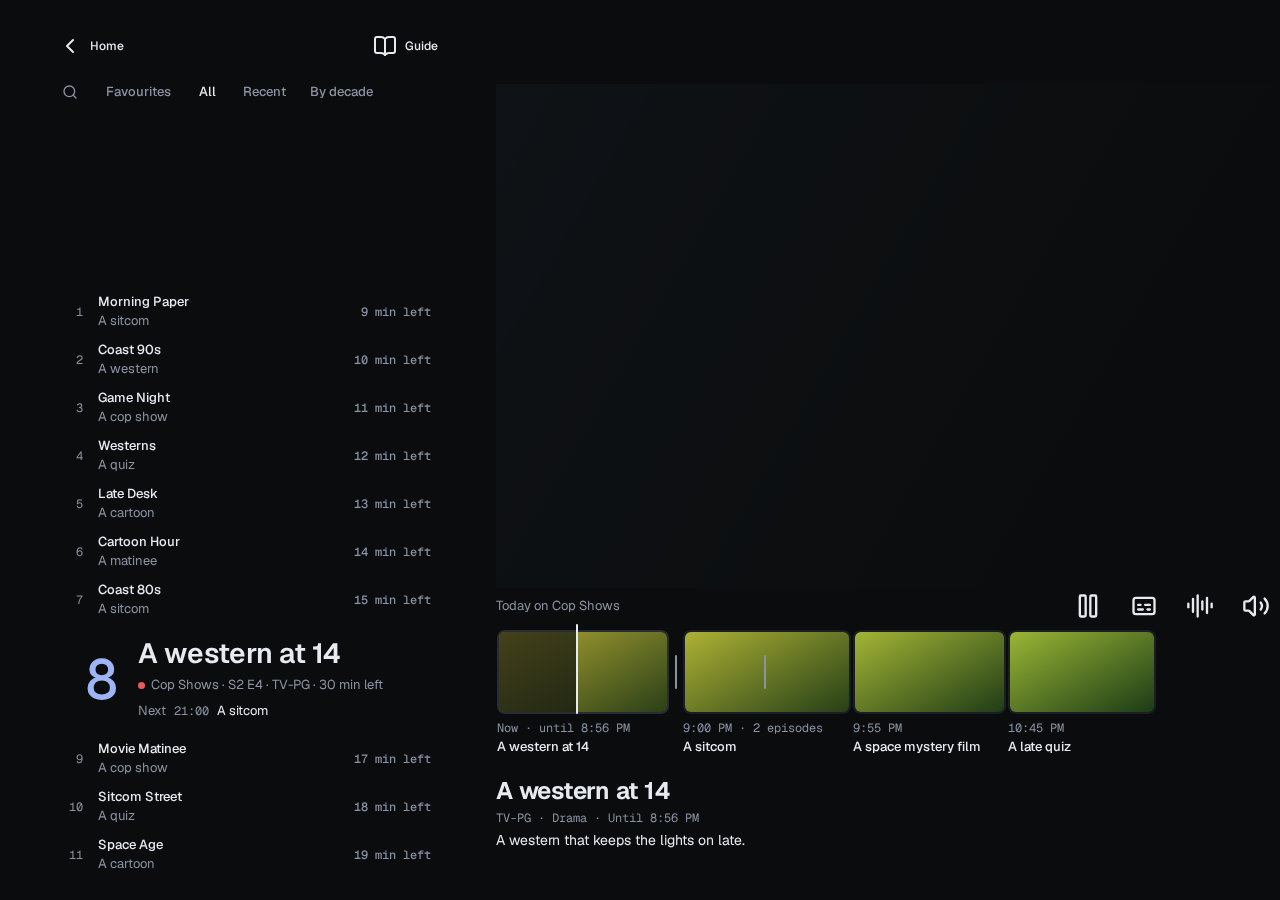 Home
Guide
Favourites
All
Recent
By decade
1
Morning Paper
A sitcom
9 min left
2
Coast 90s
A western
10 min left
3
Game Night
A cop show
11 min left
4
Westerns
A quiz
12 min left
5
Late Desk
A cartoon
13 min left
6
Cartoon Hour
A matinee
14 min left
7
Coast 80s
A sitcom
15 min left
8
A western at 14
Cop Shows · S2 E4 · TV-PG · 30 min left
Next 21:00 A sitcom
9
Movie Matinee
A cop show
17 min left
10
Sitcom Street
A quiz
18 min left
11
Space Age
A cartoon
19 min left
Today on Cop Shows
Now · until 8:56 PM
A western at 14
9:00 PM · 2 episodes
A sitcom
9:55 PM
A space mystery film
10:45 PM
A late quiz
A western at 14
TV-PG · Drama · Until 8:56 PM
A western that keeps the lights on late.